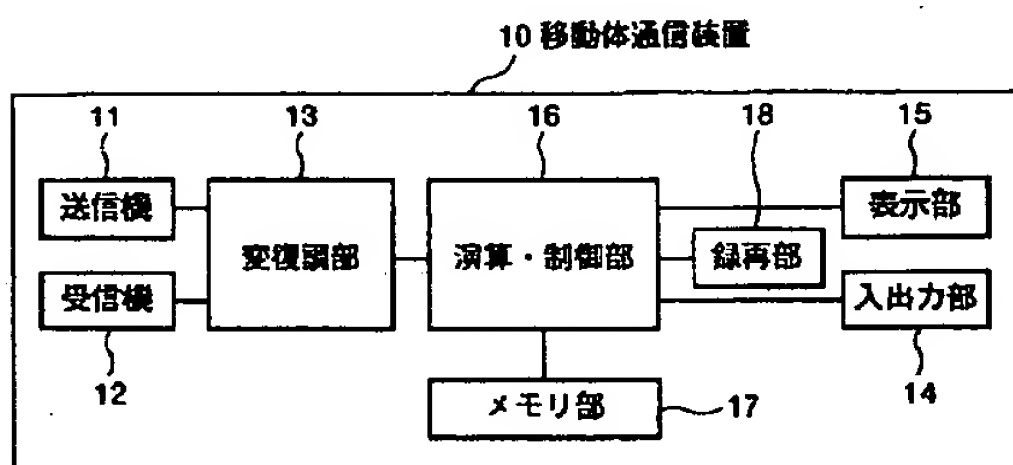 10 移動体通信装置
11
13
16
18
15
送信機
変復調部
演算・制御部
録再部
表示部
受信機
入出力部
12
メモリ部
17
14